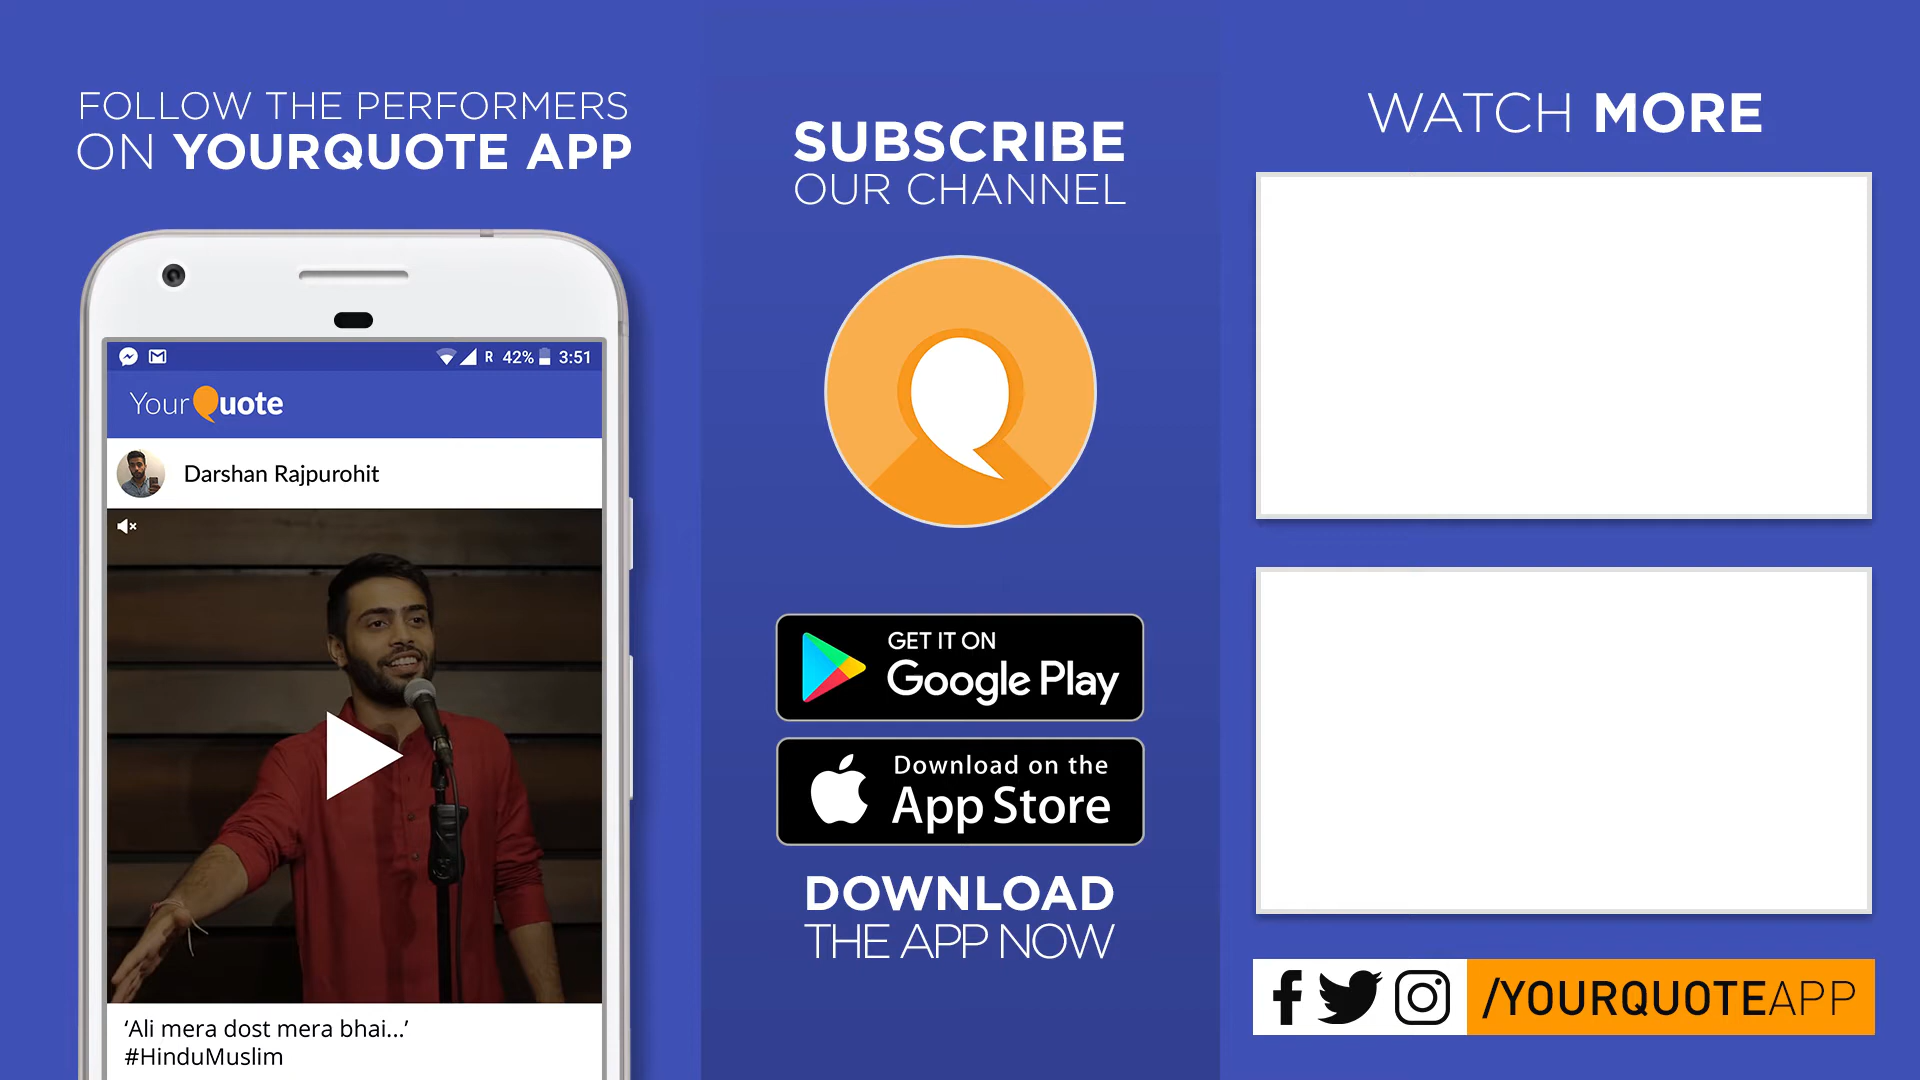 FOLLOW THE PERFORMERS
ON YOURQUOTE APP
R 42% 3:51
YourQuote
Darshan Rajpurohit
‘Ali mera dost mera bhai...’
#HinduMuslim
SUBSCRIBE
OUR CHANNEL
GET IT ON
Google Play
Download on the
App Store
DOWNLOAD
THE APP NOW
WATCH MORE
/YOURQUOTEAPP